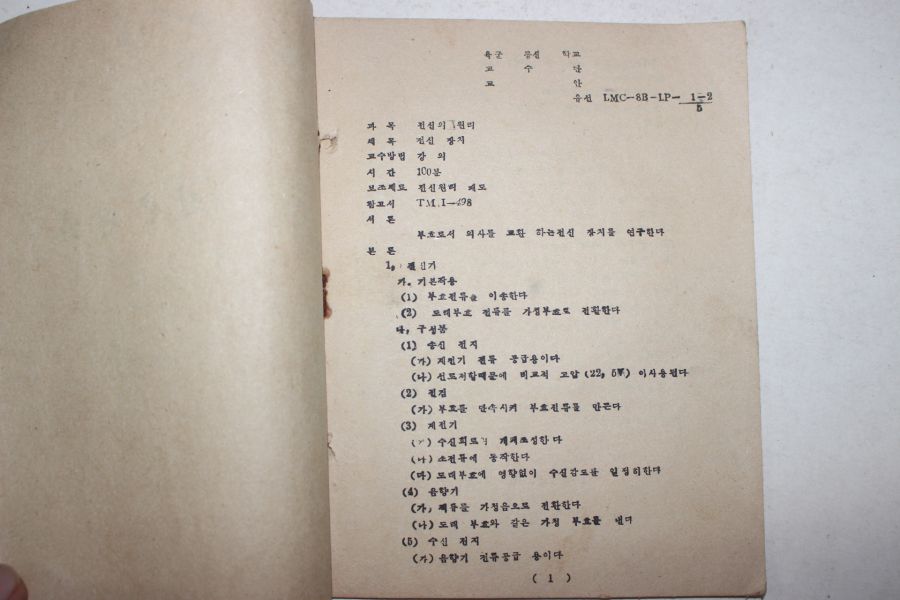 육군 통신 학교
교 수 단
교 안
유선 LMC-8B-LP- 1-2
5
과 목 전신의 원리
세 목 전신 장치
교수방법 강 의
시 간 100분
보조재료 전신원리 괘도
참고서 TM.1-498
서 론
부호로서 의사를 교환 하는전신 장치를 연구한다
본 론
1, 전신기
가. 기본작용
(1) 부호전류를 이송한다
(2) 도래부호 전류를 가청부호로 전환한다
나, 구성품
(1) 송신 전지
(가) 계전기 전류 공급용이다
(나) 선로저항때문에 비교적 고압 (22, 5V) 이사용된다
(2) 전건
(가) 부호를 단속시켜 부호전류를 만든다
(3) 계전기
(가) 수신회로를 개폐조성한다
(나) 소전류에 동작한다
(다) 도래부호에 영향없이 수신감도를 일정히한다
(4) 음향기
(가, 전류를 가청음으로 전환한다
(나) 도래 부호와 같은 가청 부호를 낸다
(5) 수신 전지
(가) 음향기 전류공급 용이다
( 1 )